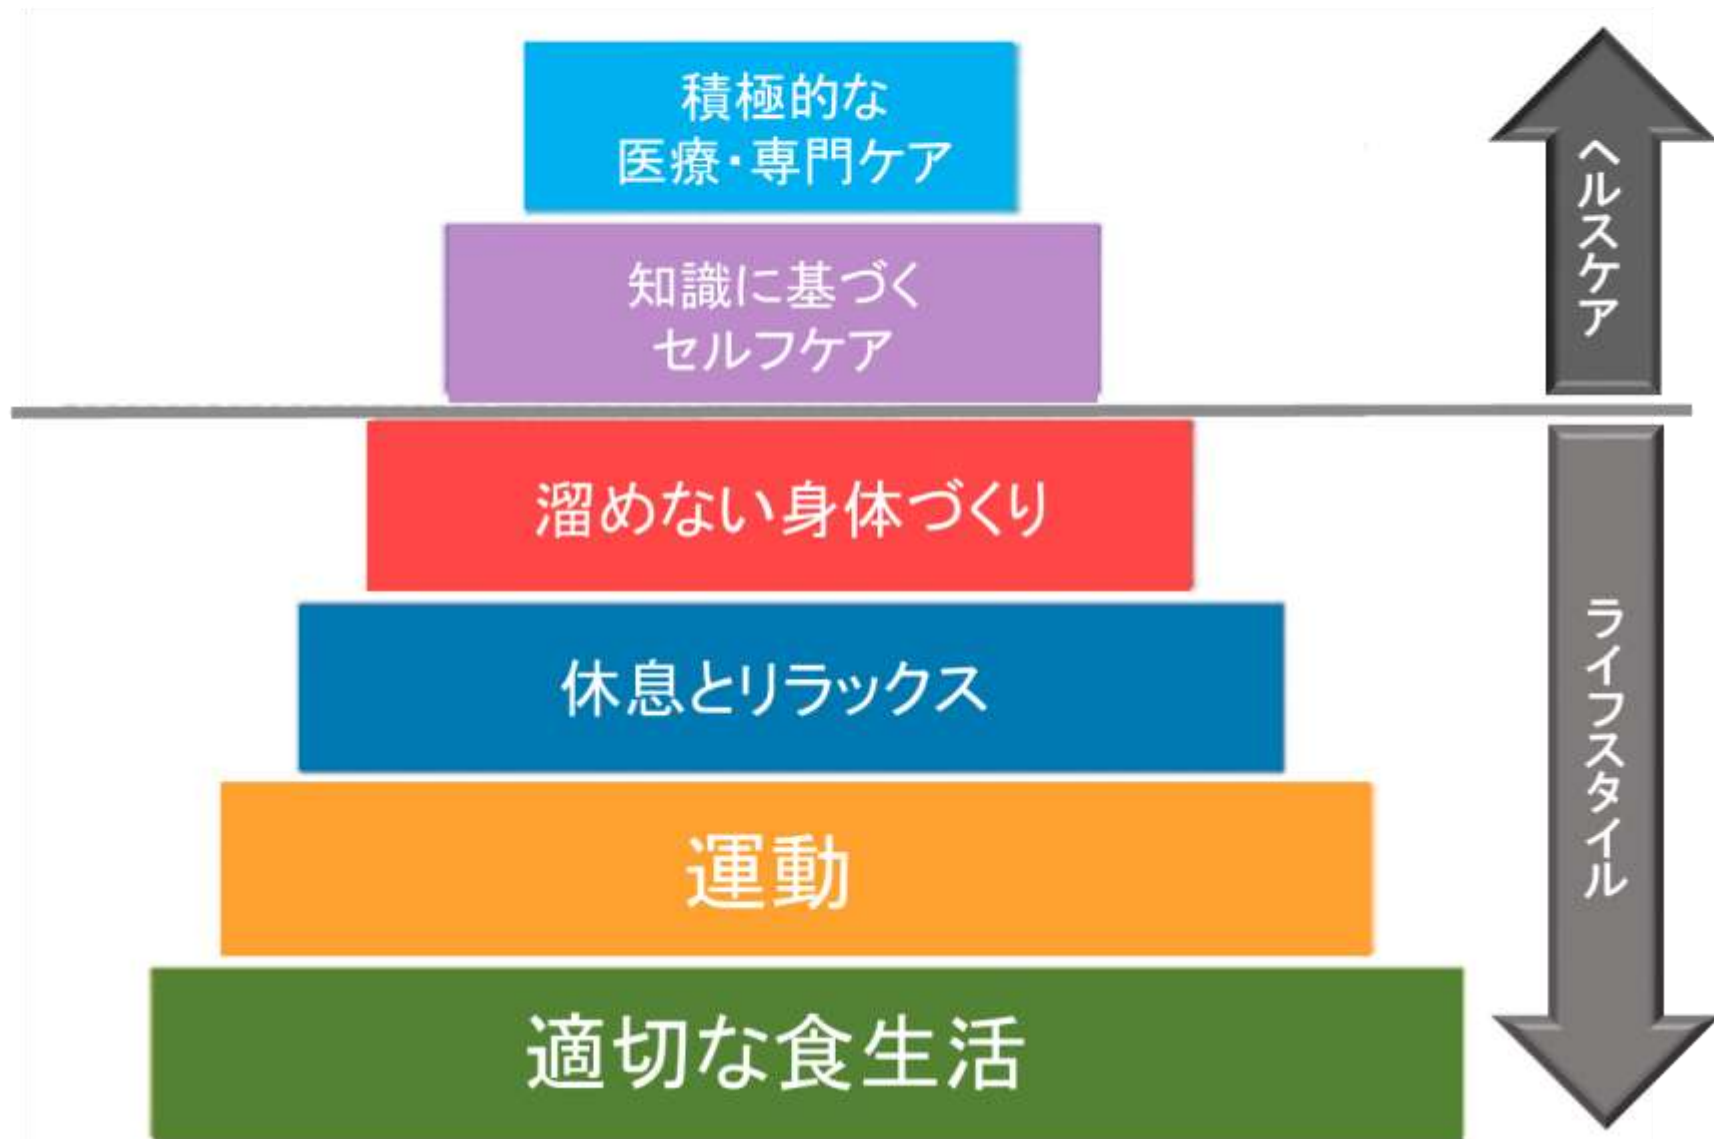 積極的な
医療・専門ケア
知識に基づく
セルフケア
溜めない身体づくり
休息とリラックス
運動
適切な食生活
ヘルスケア
ライフスタイル